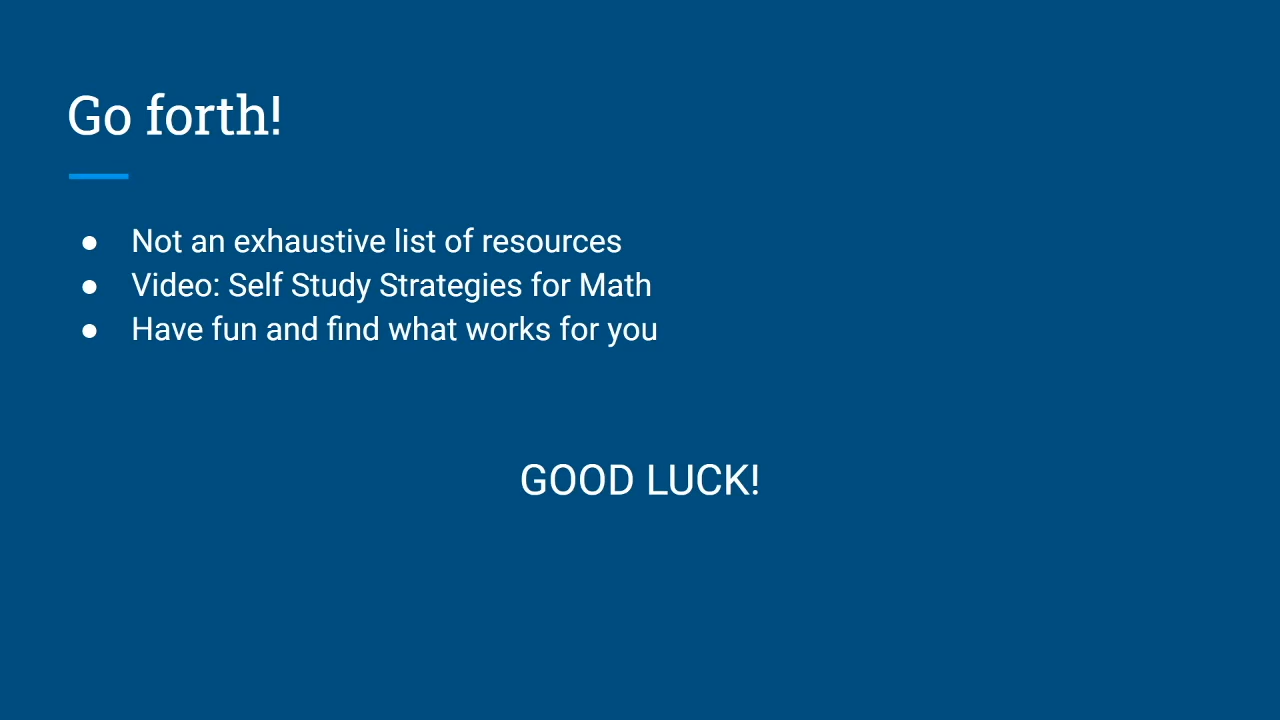 Go forth!
● Not an exhaustive list of resources
● Video: Self Study Strategies for Math
● Have fun and find what works for you
GOOD LUCK!